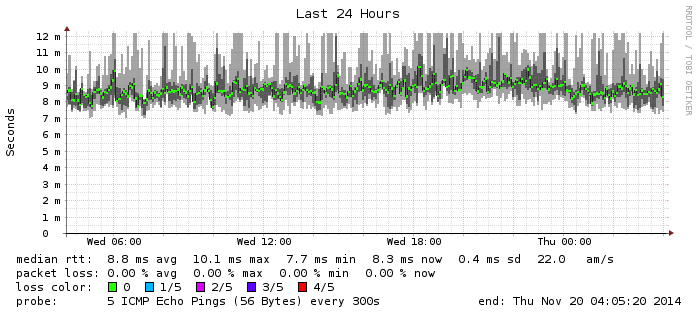 Last 24 Hours
RRDTOOL / TOBI OETIKER
Seconds
12 m
11 m
10 m
9 m
8 m
7 m
6 m
5 m
4 m
3 m
2 m
1 m
0
Wed 06:00 Wed 12:00 Wed 18:00 Thu 00:00
median rtt: 8.8 ms avg 10.1 ms max 7.7 ms min 8.3 ms now 0.4 ms sd 22.0 am/s
packet loss: 0.00 % avg 0.00 % max 0.00 % min 0.00 % now
loss color: 0 1/5 2/5 3/5 4/5
probe: 5 ICMP Echo Pings (56 Bytes) every 300s end: Thu Nov 20 04:05:20 2014